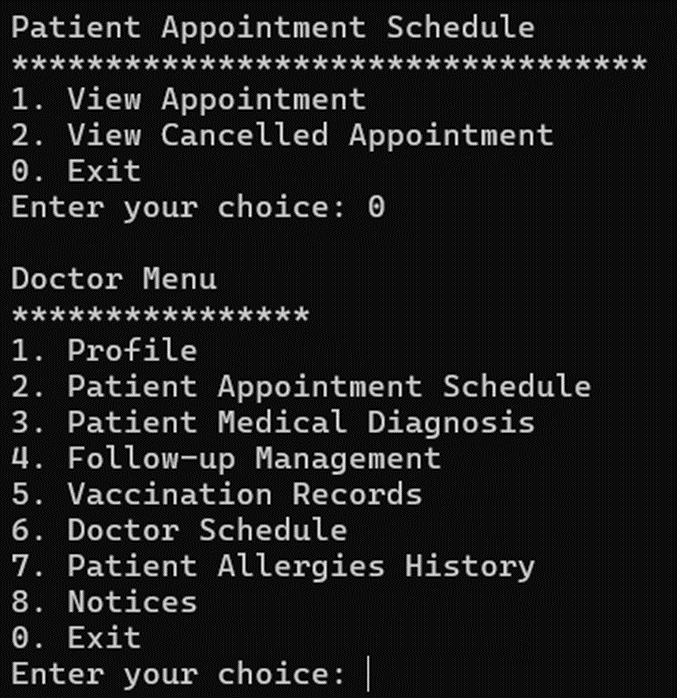 Patient Appointment Schedule
**********************************
1. View Appointment
2. View Cancelled Appointment
0. Exit
Enter your choice: 0
Doctor Menu
****************
1. Profile
2. Patient Appointment Schedule
3. Patient Medical Diagnosis
4. Follow-up Management
5. Vaccination Records
6. Doctor Schedule
7. Patient Allergies History
8. Notices
0. Exit
Enter your choice: